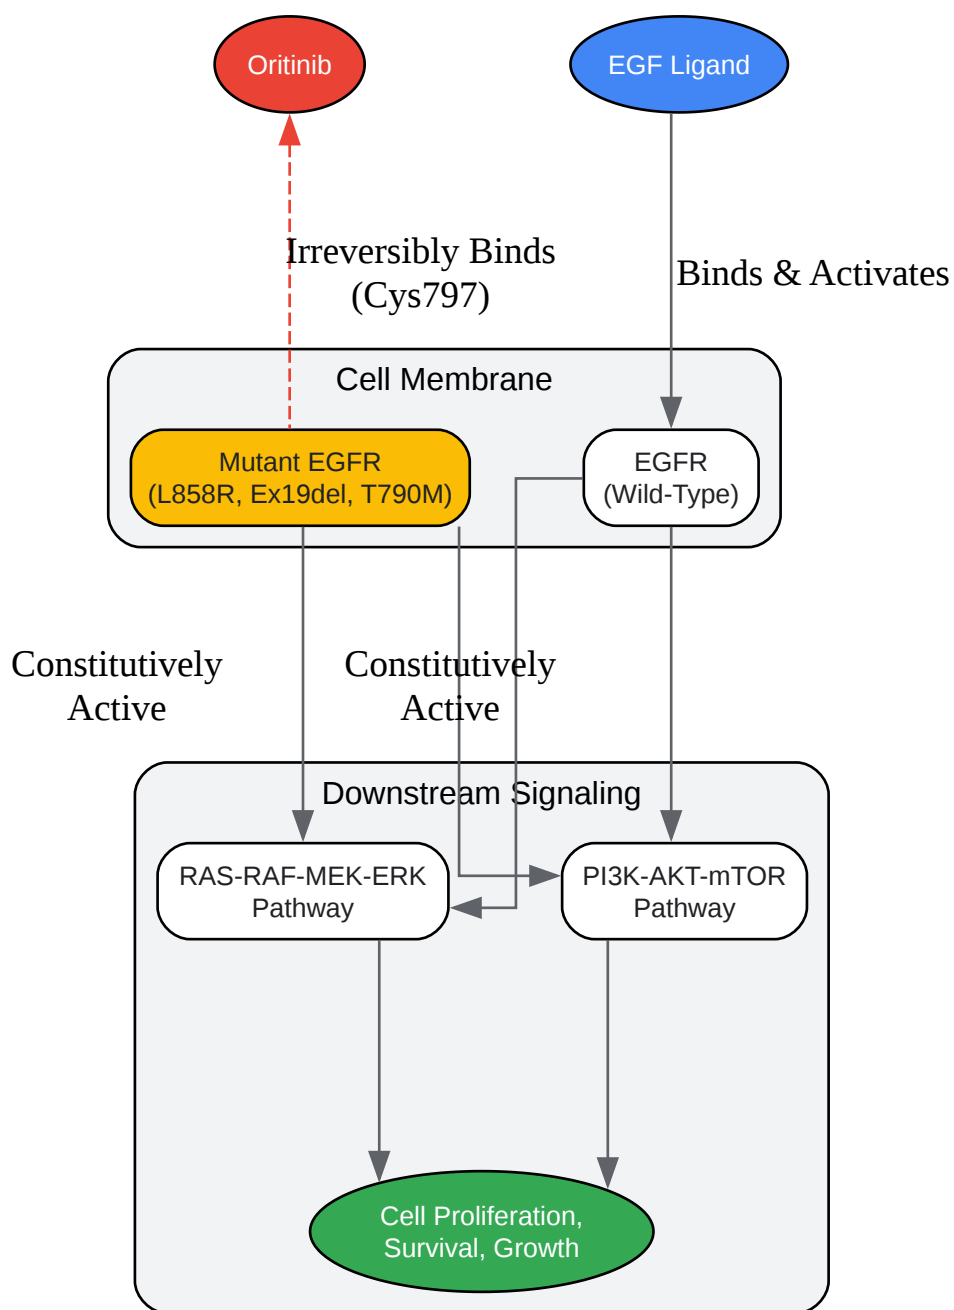 Oritinib
EGF Ligand
Irreversibly Binds
(Cys797)
Binds & Activates
Cell Membrane
Mutant EGFR
(L858R, Ex19del, T790M)
EGFR
(Wild-Type)
Constitutively
Active
Constitutively
Active
Downstream Signaling
RAS-RAF-MEK-ERK
Pathway
PI3K-AKT-mTOR
Pathway
Cell Proliferation,
Survival, Growth